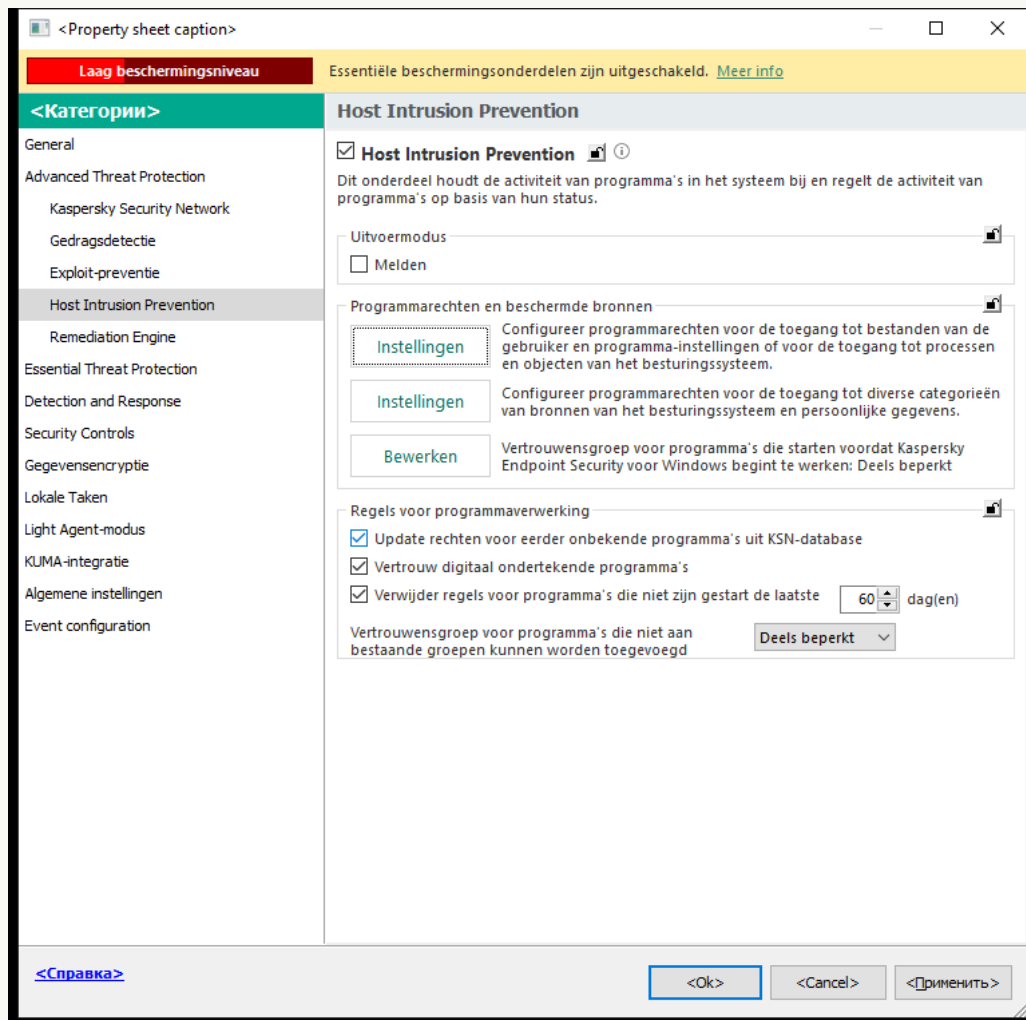 <Property sheet caption>
Laag beschermingsniveau
Essentiële beschermingsonderdelen zijn uitgeschakeld. Meer info
<Категории>
General
Advanced Threat Protection
Kaspersky Security Network
Gedragsdetectie
Exploit-preventie
Host Intrusion Prevention
Remediation Engine
Essential Threat Protection
Detection and Response
Security Controls
Gegevensencryptie
Lokale Taken
Light Agent-modus
KUMA-integratie
Algemene instellingen
Event configuration
Host Intrusion Prevention
Host Intrusion Prevention
Dit onderdeel houdt de activiteit van programma's in het systeem bij en regelt de activiteit van
programma's op basis van hun status.
Uitvoermodus
Melden
Programmarechten en beschermde bronnen
Instellingen
Configureer programmarechten voor de toegang tot bestanden van de
gebruiker en programma-instellingen of voor de toegang tot processen
en objecten van het besturingssysteem.
Instellingen
Configureer programmarechten voor de toegang tot diverse categorieën
van bronnen van het besturingssysteem en persoonlijke gegevens.
Bewerken
Vertrouwensgroep voor programma's die starten voordat Kaspersky
Endpoint Security voor Windows begint te werken: Deels beperkt
Regels voor programmaverwerking
Update rechten voor eerder onbekende programma's uit KSN-database
Vertrouw digitaal ondertekende programma's
Verwijder regels voor programma's die niet zijn gestart de laatste 60 dag(en)
Vertrouwensgroep voor programma's die niet aan
bestaande groepen kunnen worden toegevoegd
Deels beperkt
<Справка>
<Ok>
<Cancel>
<Применить>